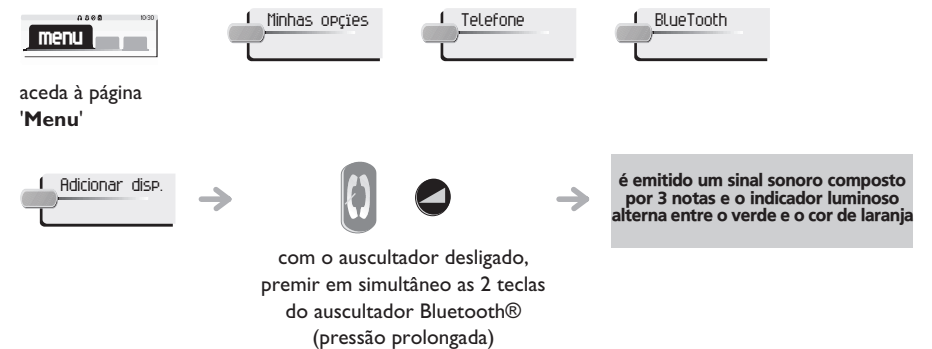 10:30
menu
Minhas opçïes
Telefone
BlueTooth
aceda à página
'Menu'
Adicionar disp.
com o auscultador desligado,
premir em simultâneo as 2 teclas
do auscultador Bluetooth®
(pressão prolongada)
é emitido um sinal sonoro composto
por 3 notas e o indicador luminoso
alterna entre o verde e o cor de laranja